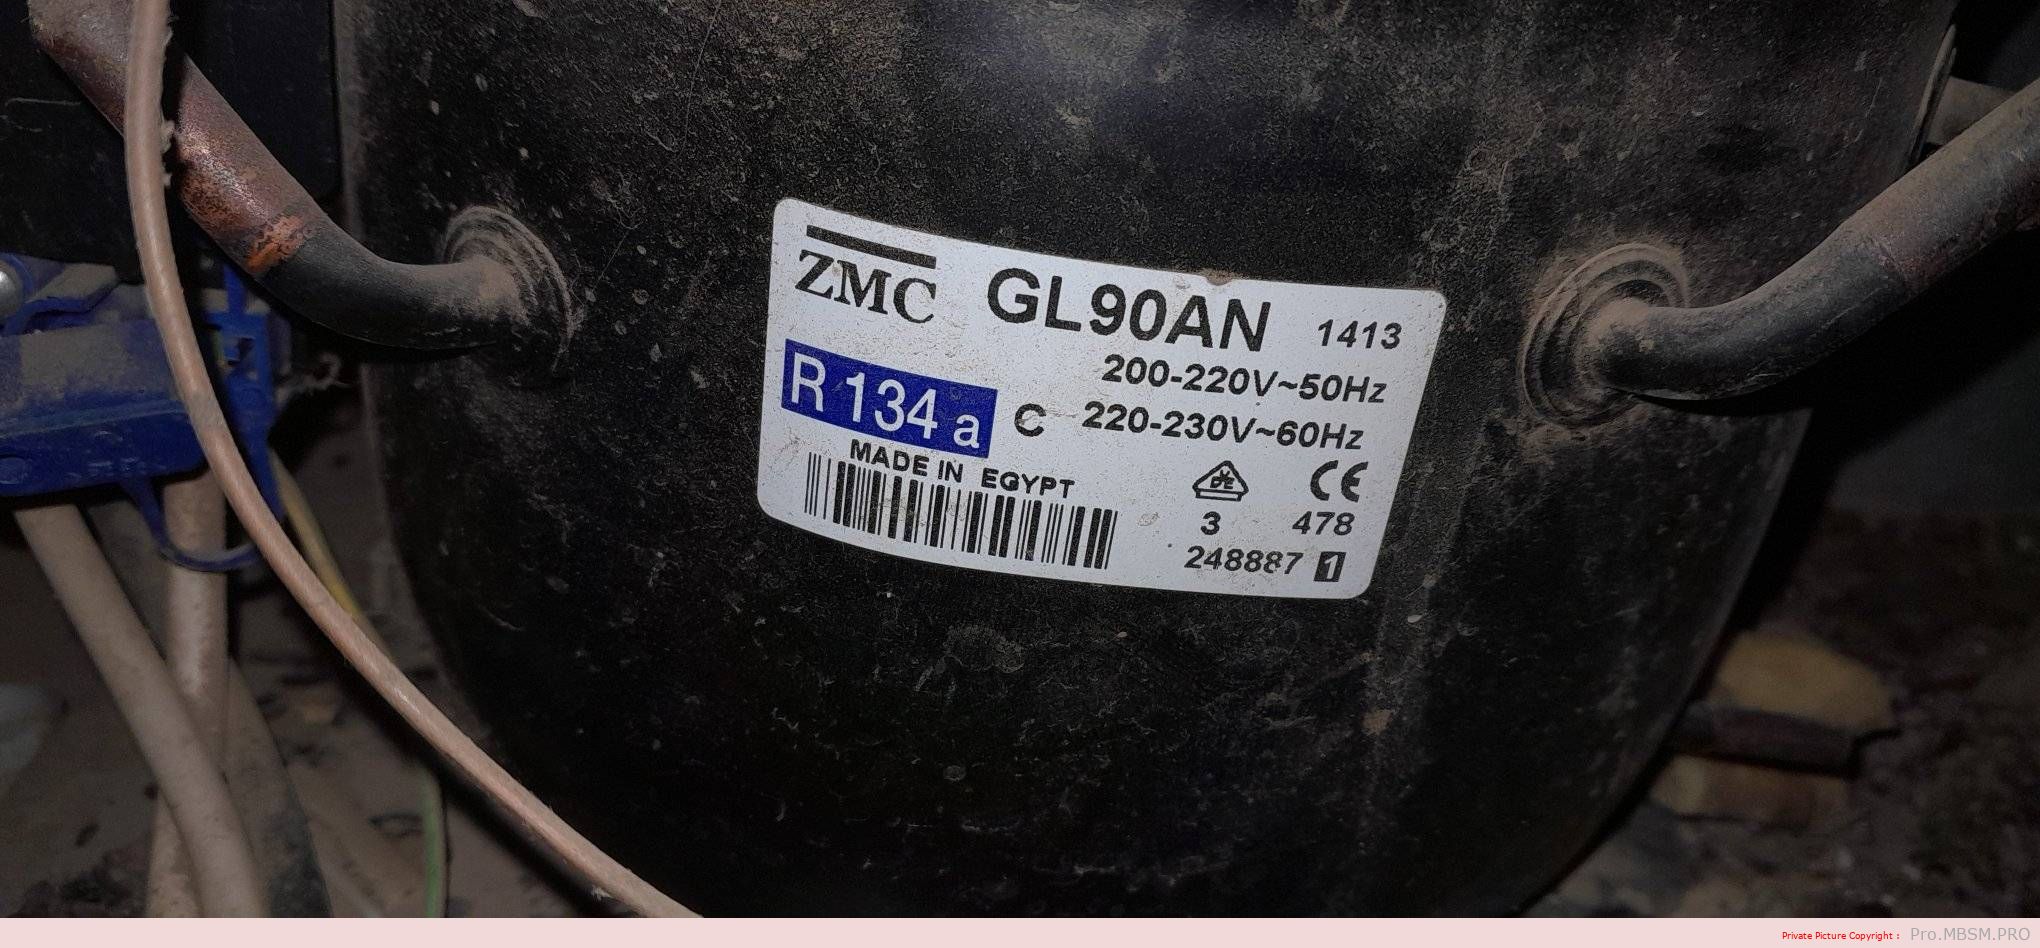 ZMC GL90AN 1413
200-220V~50Hz
R 134 a C 220-230V~60Hz
MADE IN EGYPT
CE
3 478
248887 1
Private Picture Copyright : Pro.MBSM.PRO